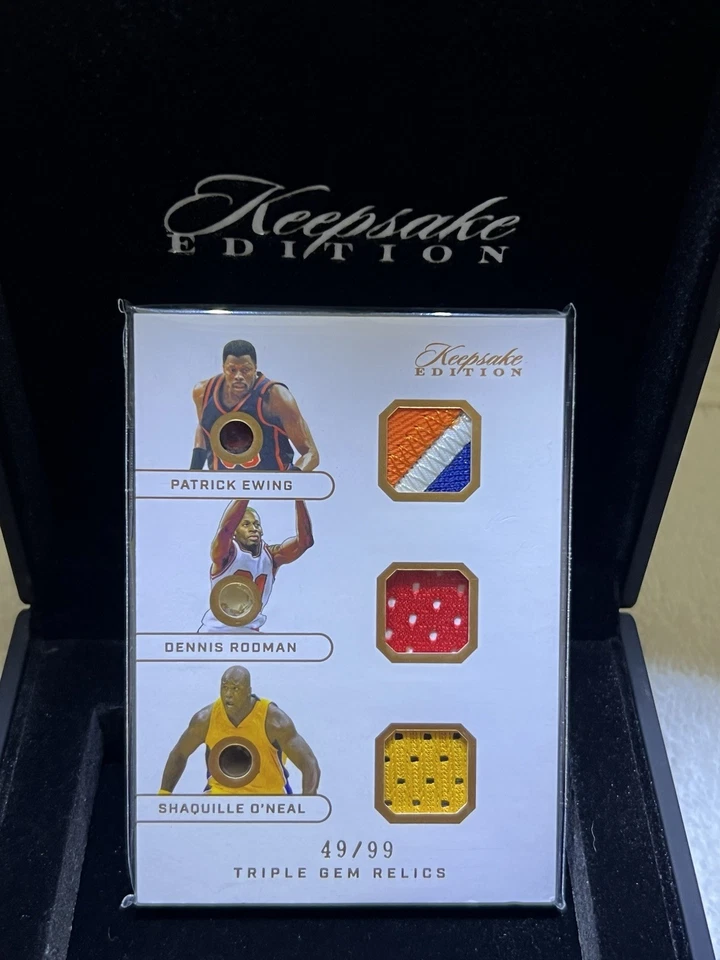 Keepsake
EDITION
Keepsake
EDITION
PATRICK EWING
DENNIS RODMAN
SHAQUILLE O'NEAL
49/99
TRIPLE GEM RELICS